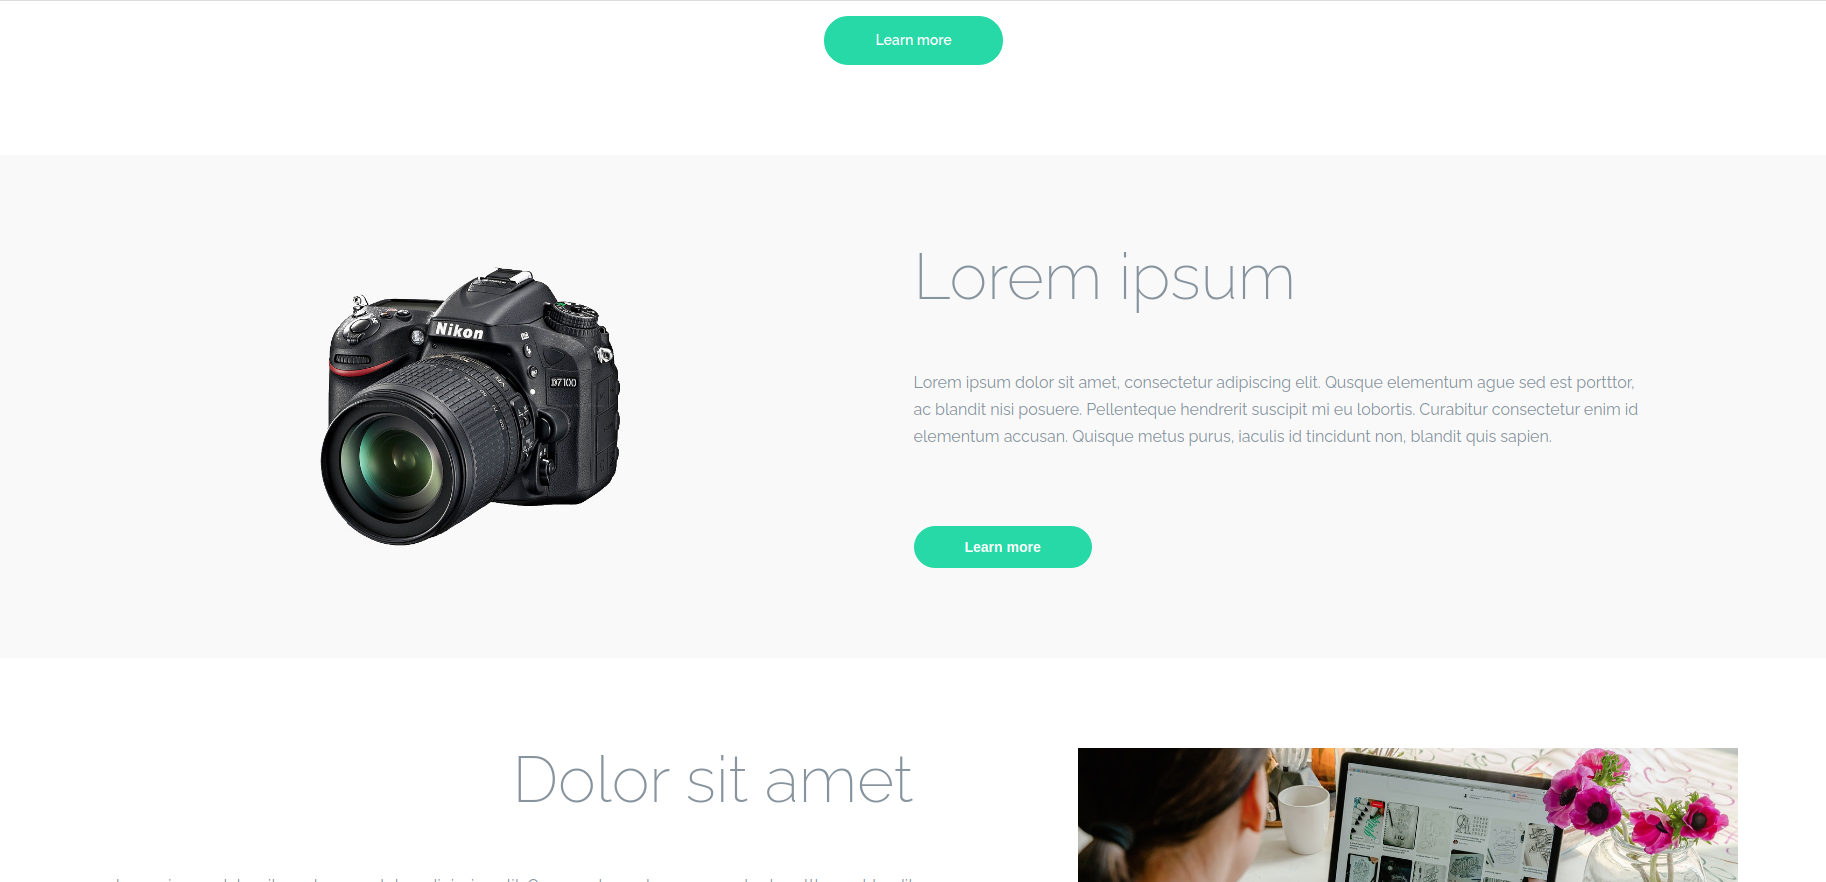 Learn more
Nikon
D7100
Lorem ipsum
Lorem ipsum dolor sit amet, consectetur adipiscing elit. Qusque elementum ague sed est portttor,
ac blandit nisi posuere. Pellenteque hendrerit suscipit mi eu lobortis. Curabitur consectetur enim id
elementum accusan. Quisque metus purus, iaculis id tincidunt non, blandit quis sapien.
Learn more
Dolor sit amet